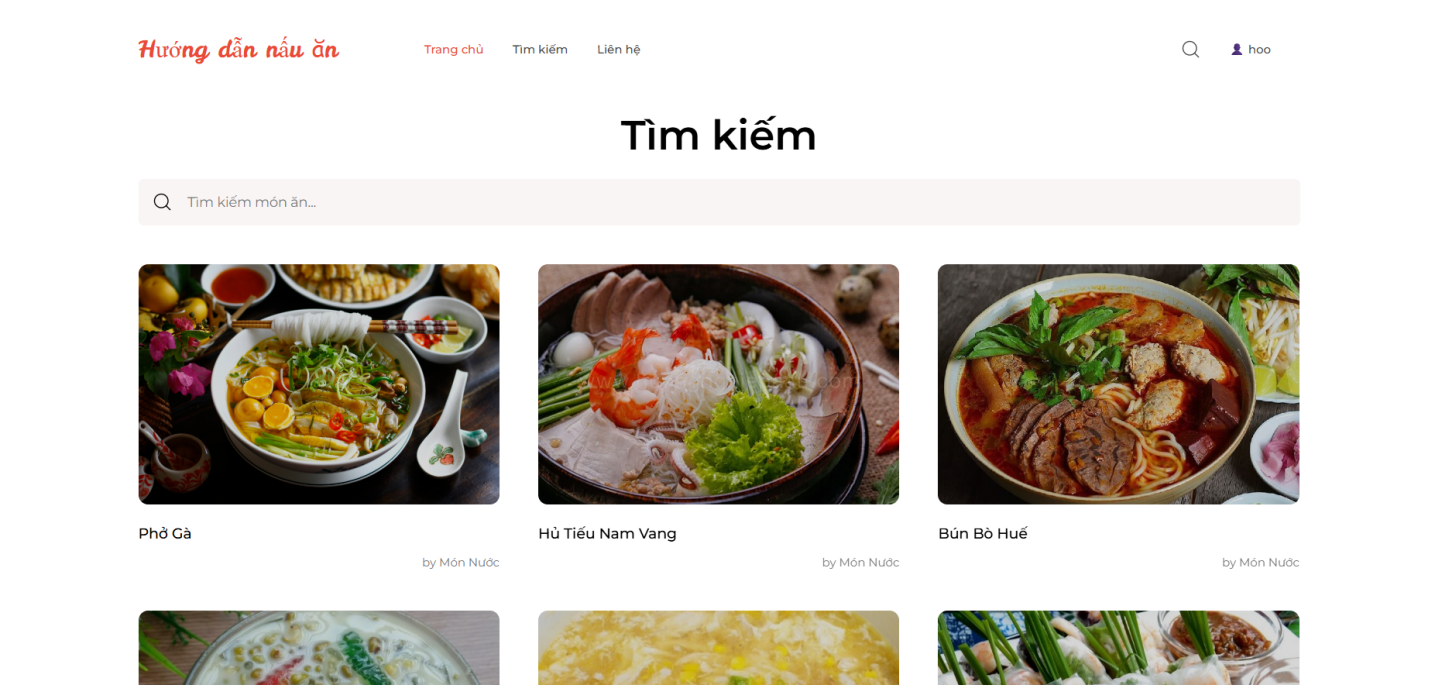 Hướng dẫn nấu ăn
Trang chủ Tìm kiếm Liên hệ hoo
Tìm kiếm
Tìm kiếm món ăn...
Phở Gà Hủ Tiếu Nam Vang Bún Bò Huế
by Món Nước by Món Nước by Món Nước